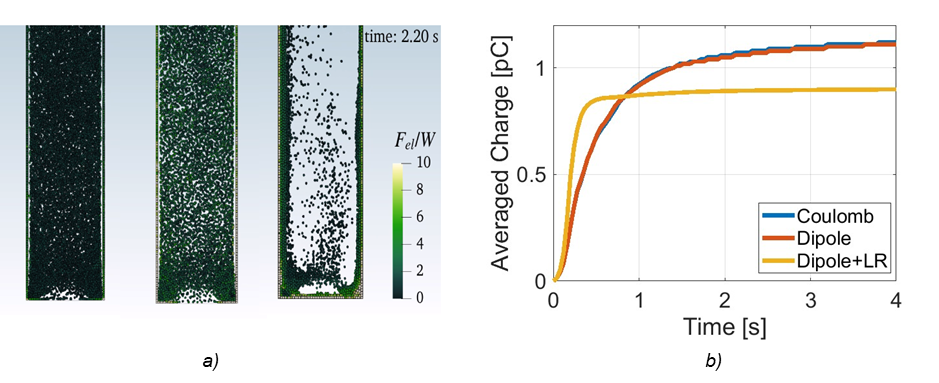 time: 2.20 s
F_el/W
10
8
6
4
2
0
a)
Averaged Charge [pC]
1
0.5
0
Coulomb
Dipole
Dipole+LR
0 1 2 3 4
Time [s]
b)